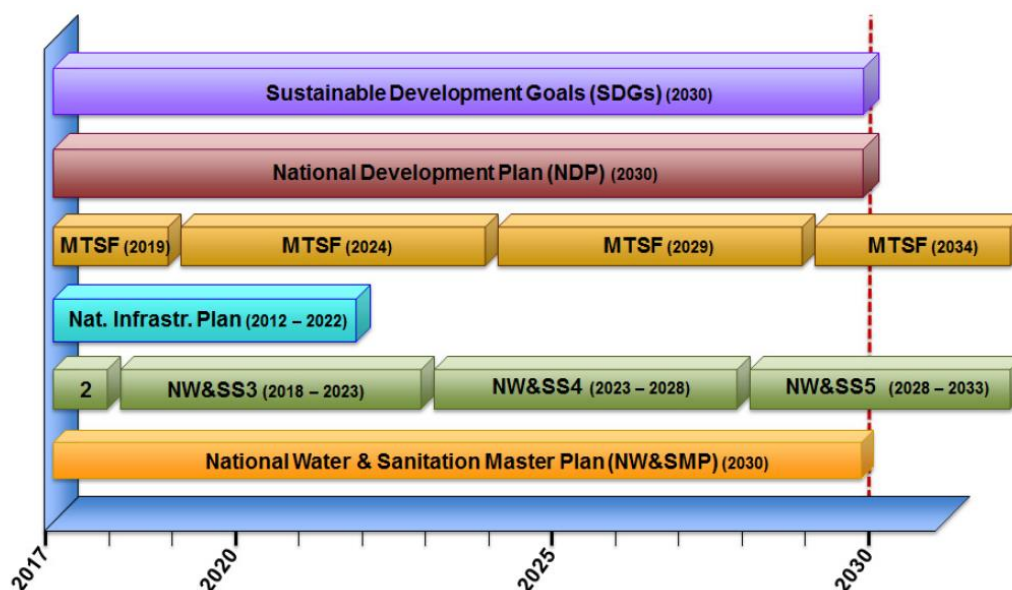 Sustainable Development Goals (SDGs) (2030)
National Development Plan (NDP) (2030)
MTSF (2019) MTSF (2024) MTSF (2029) MTSF (2034)
Nat. Infrastr. Plan (2012 – 2022)
2 NW&SS3 (2018 – 2023) NW&SS4 (2023 – 2028) NW&SS5 (2028 – 2033)
National Water & Sanitation Master Plan (NW&SMP) (2030)
2017 2020 2025 2030